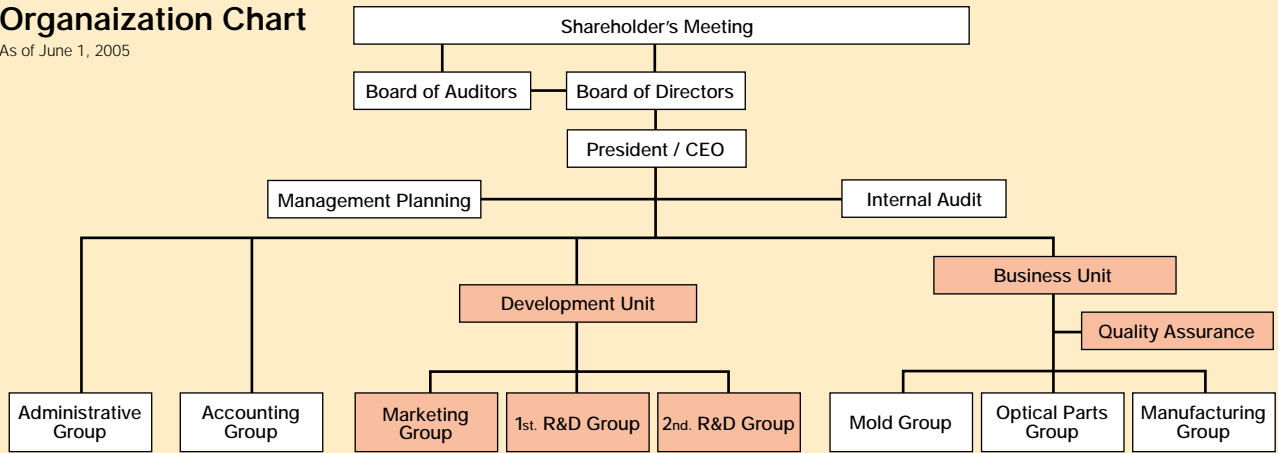 Organaization Chart
As of June 1, 2005
Shareholder's Meeting
Board of Auditors
Board of Directors
President / CEO
Management Planning
Internal Audit
Business Unit
Development Unit
Quality Assurance
Administrative
Group
Accounting
Group
Marketing
Group
1st. R&D Group
2nd. R&D Group
Mold Group
Optical Parts
Group
Manufacturing
Group